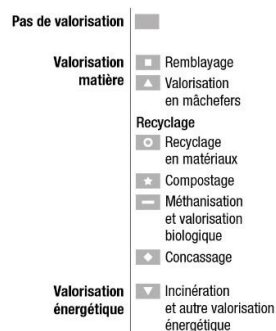 Pas de valorisation
Valorisation
matière
Remblayage
Valorisation
en mâchefers
Recyclage
Recyclage
en matériaux
Compostage
Méthanisation
et valorisation
biologique
Concassage
Valorisation
énergétique
Incinération
et autre valorisation
énergétique